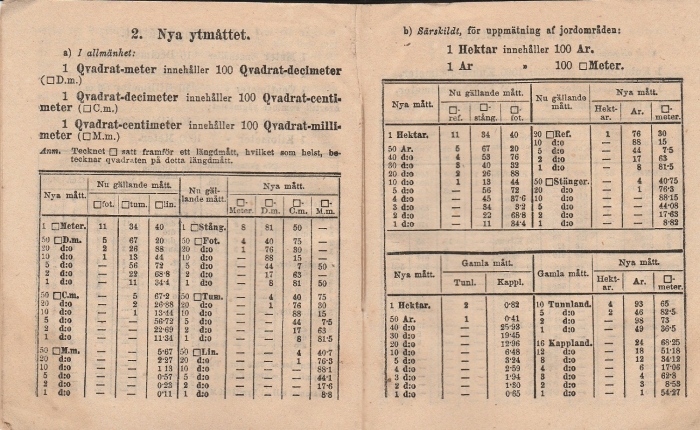 2. Nya ytmåttet.
a) I allmänhet:
1 Qvadrat-meter innehåller 100 Qvadrat-decimeter
(□ D.m.)
1 Qvadrat-decimeter innehåller 100 Qvadrat-centi-
meter (□ C.m.)
1 Qvadrat-centimeter innehåller 100 Qvadrat-milli-
meter (□ M.m.)
Anm. Tecknet □ satt framför ett längdmått, hvilket som helst, be-
tecknar qvadraten på detta längdmått.
Nya mått. Nu gällande mått. Nu gäl-lande mått. Nya mått.
□fot. □tum. □lin. □-Meter. □-D.m. □-C.m. □-M.m.
1 □Meter. 11 34 40 1 □Stång. 8 81 50 —
50 □D.m. 5 67 20 50 □Fot. 4 40 75 —
20 d:o 2 26 88 20 d:o 1 76 30 —
10 d:o 1 13 44 10 d:o — 88 15 —
5 d:o — 56 72 5 d:o — 44 7 50
2 d:o — 22 68·8 2 d:o — 17 63 —
1 d:o — 11 34·4 1 d:o — 8 81 50
50 □C.m. — 5 67·2 50 □Tum. — 4 40 75
20 d:o — 2 26·88 20 d:o — 1 76 30
10 d:o — 1 13·44 10 d:o — — 88 15
5 d:o — — 56·72 5 d:o — — 44 7·5
2 d:o — — 22·69 2 d:o — — 17 63
1 d:o — — 11·34 1 d:o — — 8 81·5
50 □M.m. — — 5·67 50 □Lin. — — 4 40·7
20 d:o — — 2·27 20 d:o — — 1 76·3
10 d:o — — 1·13 10 d:o — — — 88·1
5 d:o — — 0·57 5 d:o — — — 44·1
2 d:o — — 0·23 2 d:o — — — 17·6
1 d:o — — 0·11 1 d:o — — — 8·8
b) Särskildt, för uppmätning af jordområden:
1 Hektar innehåller 100 Ar.
1 Ar » 100 □ Meter.
Nya mått. Nu gällande mått. Nu gällande mått. Nya mått.
□-ref. □-stång. □-fot. Hekt-ar. Ar. □-meter.
1 Hektar. 11 34 40 20 □Ref. 1 76 30
50 Ar. 5 67 20 10 d:o — 88 15
40 d:o 4 53 76 5 d:o — 44 7·5
30 d:o 3 40 32 2 d:o — 17 63
20 d:o 2 26 88 1 d:o — 8 81·5
10 d:o 1 13 44 50 □Stänger. — 4 40·75
5 d:o — 56 72 20 d:o — 1 76·3
4 d:o — 45 37·6 10 d:o — — 88·15
3 d:o — 34 3·2 5 d:o — — 44·08
2 d:o — 22 68·8 2 d:o — — 17·63
1 d:o — 11 34·4 1 d:o — — 8·82
Nya mått. Gamla mått. Gamla mått. Nya mått.
Tunl. Kappl. Hekt-ar. Ar. □-meter.
1 Hektar. 2 0·82 10 Tunnland. 4 93 65
50 Ar. 1 0·41 5 d:o 2 46 82·5
40 d:o — 25·93 2 d:o — 98 73
30 d:o — 19·45 1 d:o — 49 36·5
20 d:o — 12·96 16 Kappland. — 24 68·25
10 d:o — 6·48 12 d:o — 18 51·18
5 d:o — 3·24 8 d:o — 12 34·12
4 d:o — 2·59 4 d:o — 6 17·06
3 d:o — 1·94 3 d:o — 4 62·8
2 d:o — 1·30 2 d:o — 3 8·53
1 d:o — 0·65 1 d:o — 1 54·27